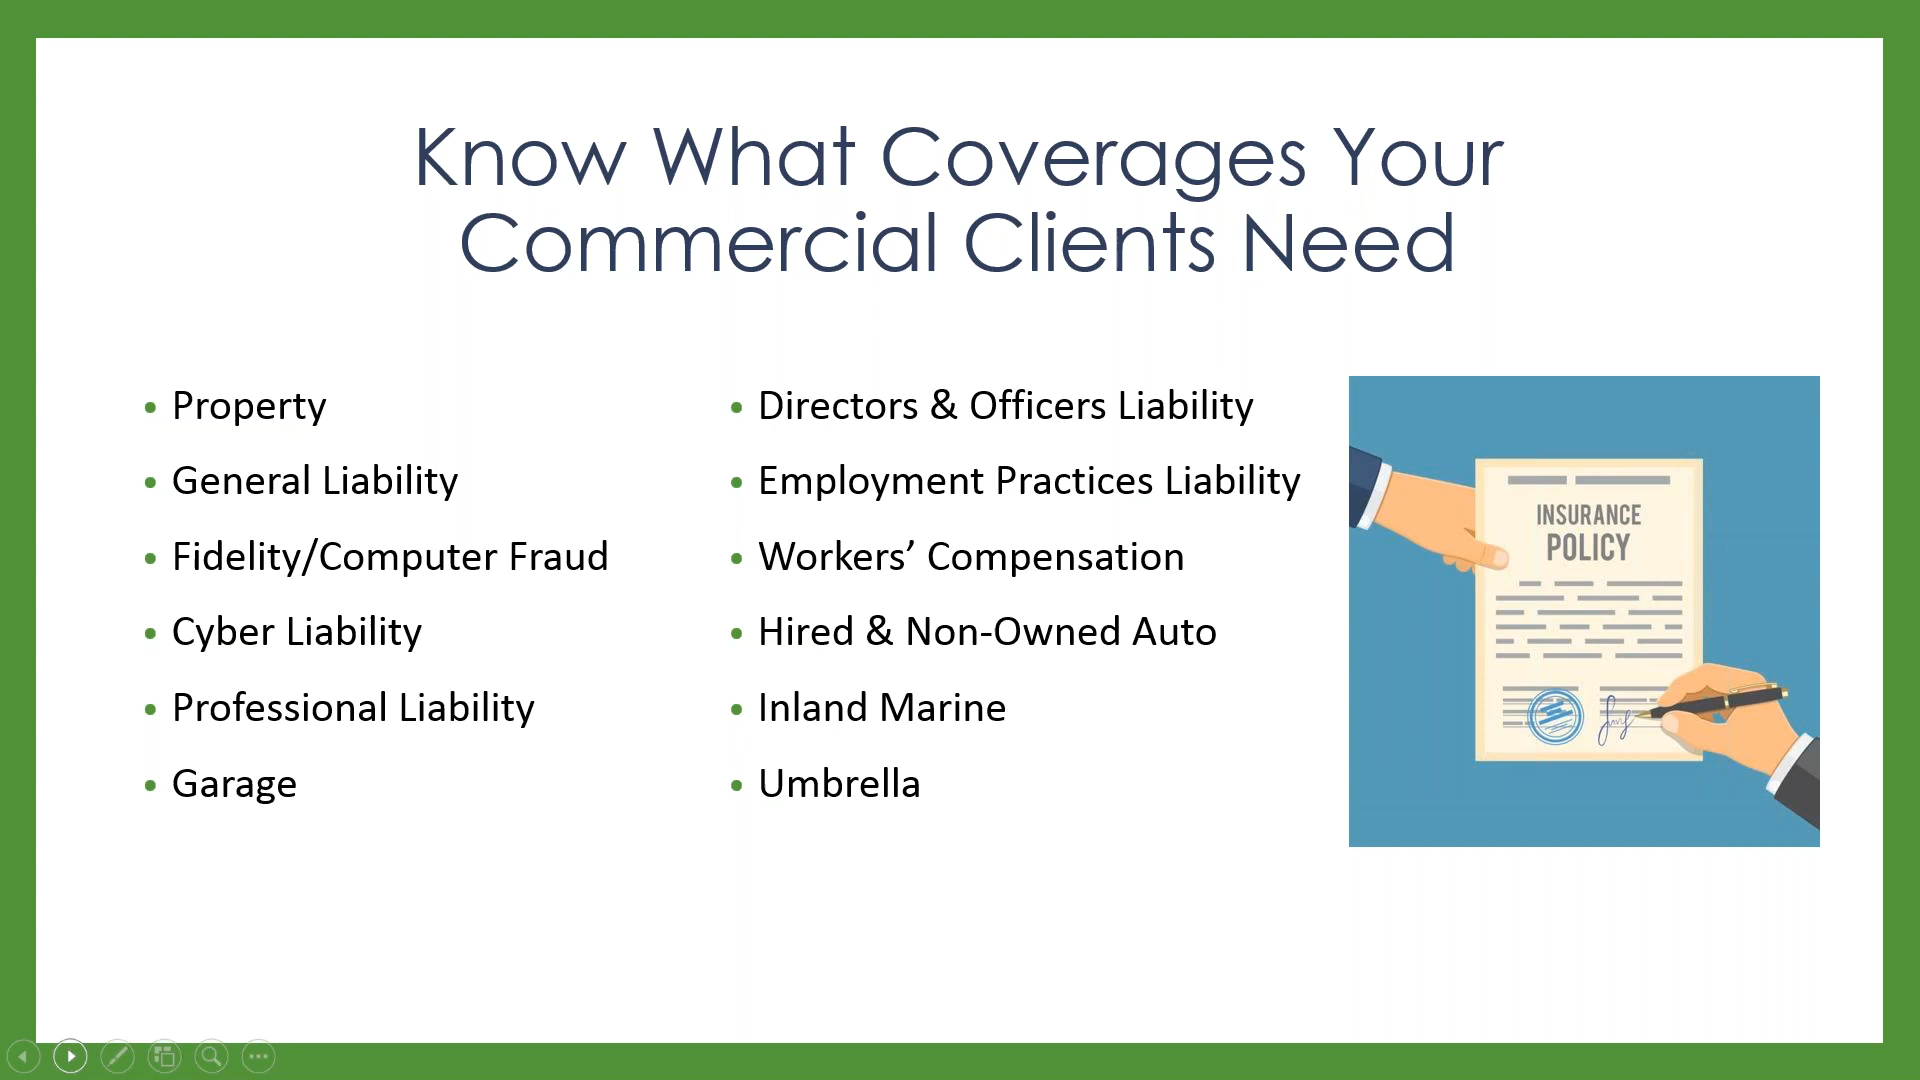 Know What Coverages Your
Commercial Clients Need
• Property
• General Liability
• Fidelity/Computer Fraud
• Cyber Liability
• Professional Liability
• Garage
• Directors & Officers Liability
• Employment Practices Liability
• Workers’ Compensation
• Hired & Non-Owned Auto
• Inland Marine
• Umbrella
INSURANCE
POLICY